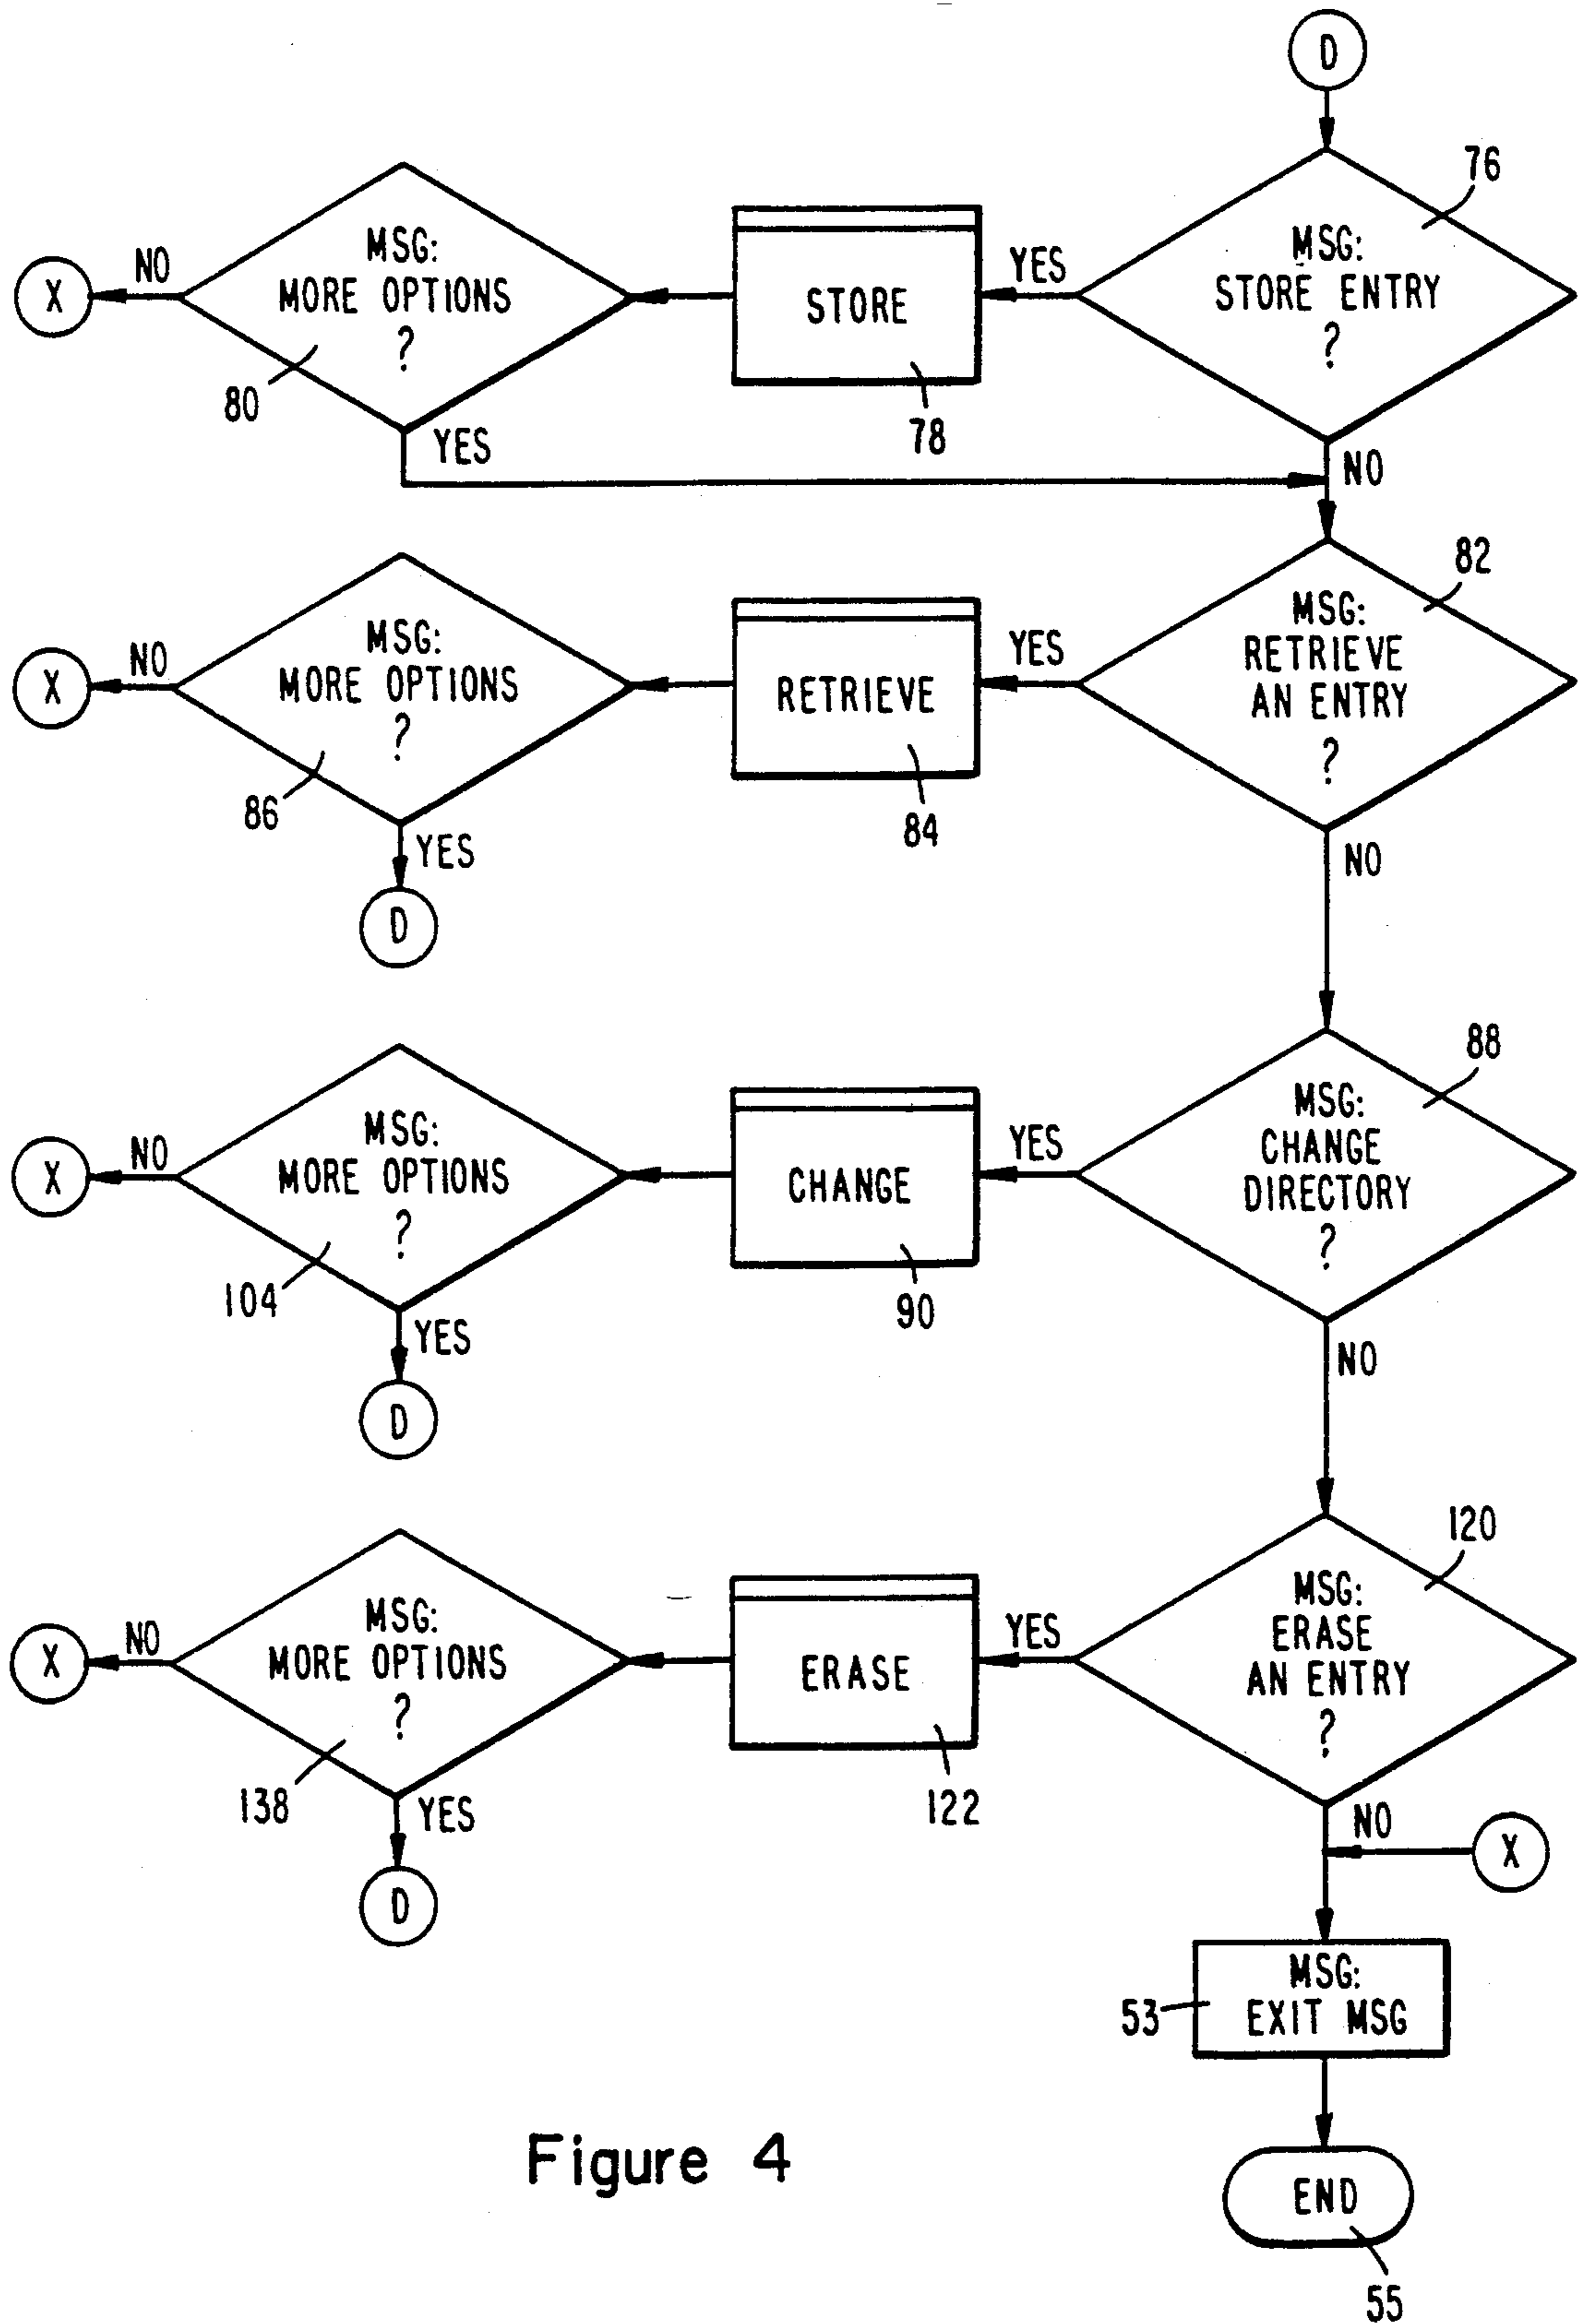 D
76
MSG:
STORE ENTRY
?
YES
STORE
78
MSG:
MORE OPTIONS
?
80
NO
X
YES
NO
82
MSG:
RETRIEVE
AN ENTRY
?
YES
RETRIEVE
84
MSG:
MORE OPTIONS
?
86
NO
X
YES
D
NO
88
MSG:
CHANGE
DIRECTORY
?
YES
CHANGE
90
MSG:
MORE OPTIONS
?
104
NO
X
YES
D
NO
120
MSG:
ERASE
AN ENTRY
?
YES
ERASE
122
MSG:
MORE OPTIONS
?
138
NO
X
YES
D
NO
X
MSG:
EXIT MSG
53
END
55
Figure 4